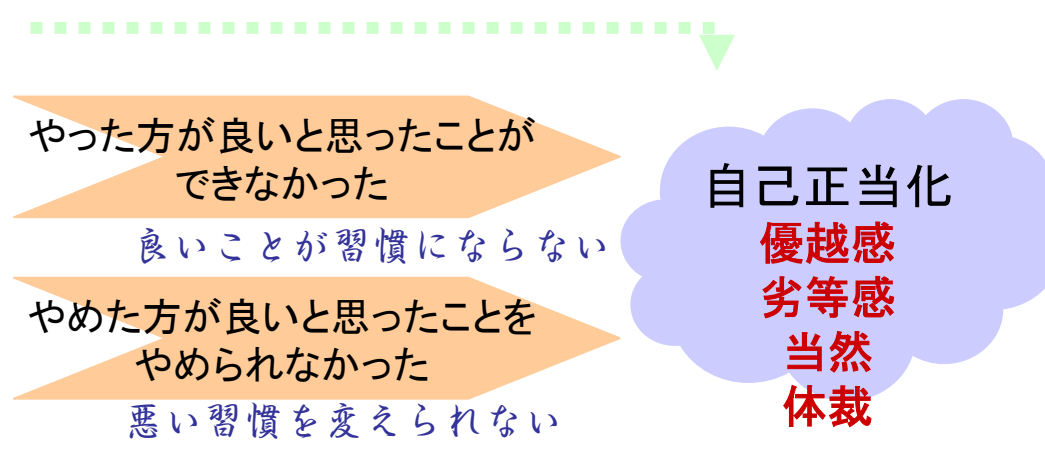 やった方が良いと思ったことが
できなかった
良いことが習慣にならない
やめた方が良いと思ったことを
やめられなかった
悪い習慣を変えられない
自己正当化
優越感
劣等感
当然
体裁